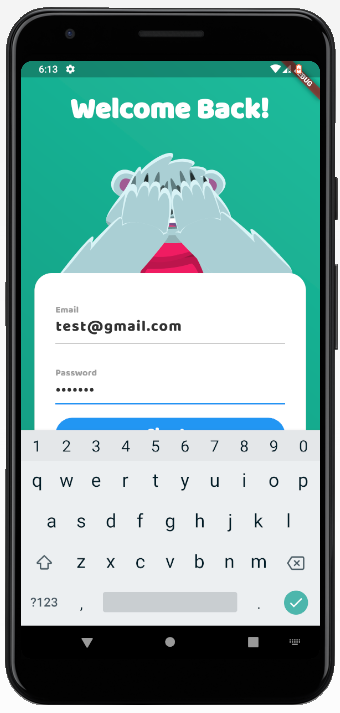 6:13
DEBUG
Welcome Back!
Email
test@gmail.com
Password
•••••••
1 2 3 4 5 6 7 8 9 0
q w e r t y u i o p
a s d f g h j k l
z x c v b n m
?123 , .